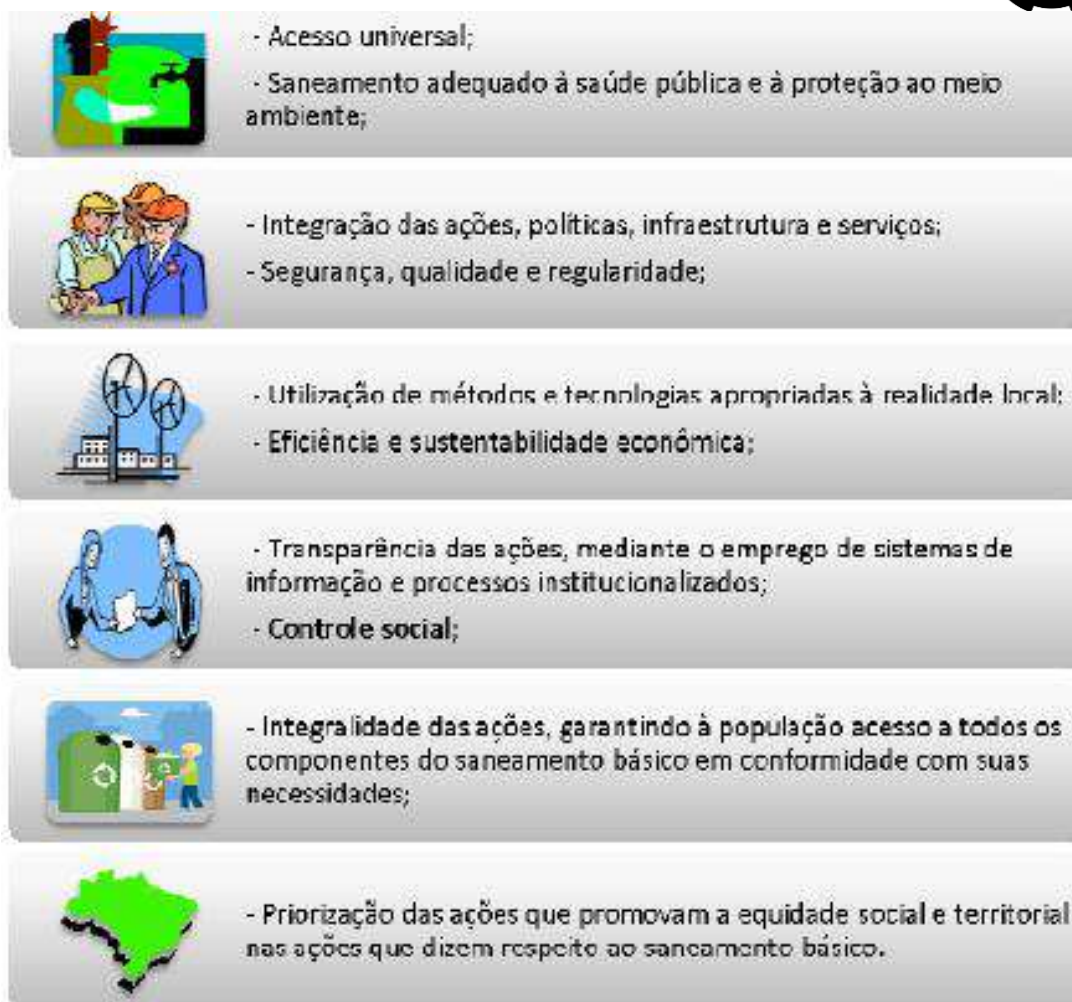 - Acesso universal;
- Saneamento adequado à saúde pública e à proteção ao meio
ambiente;
- Integração das ações, políticas, infraestrutura e serviços;
- Segurança, qualidade e regularidade;
- Utilização de métodos e tecnologias apropriadas à realidade local;
- Eficiência e sustentabilidade econômica;
- Transparência das ações, mediante o emprego de sistemas de
informação e processos institucionalizados;
- Controle social;
- Integralidade das ações, garantindo à população acesso a todos os
componentes do saneamento básico em conformidade com suas
necessidades;
- Priorização das ações que promovam a equidade social e territorial
nas ações que dizem respeito ao saneamento básico.